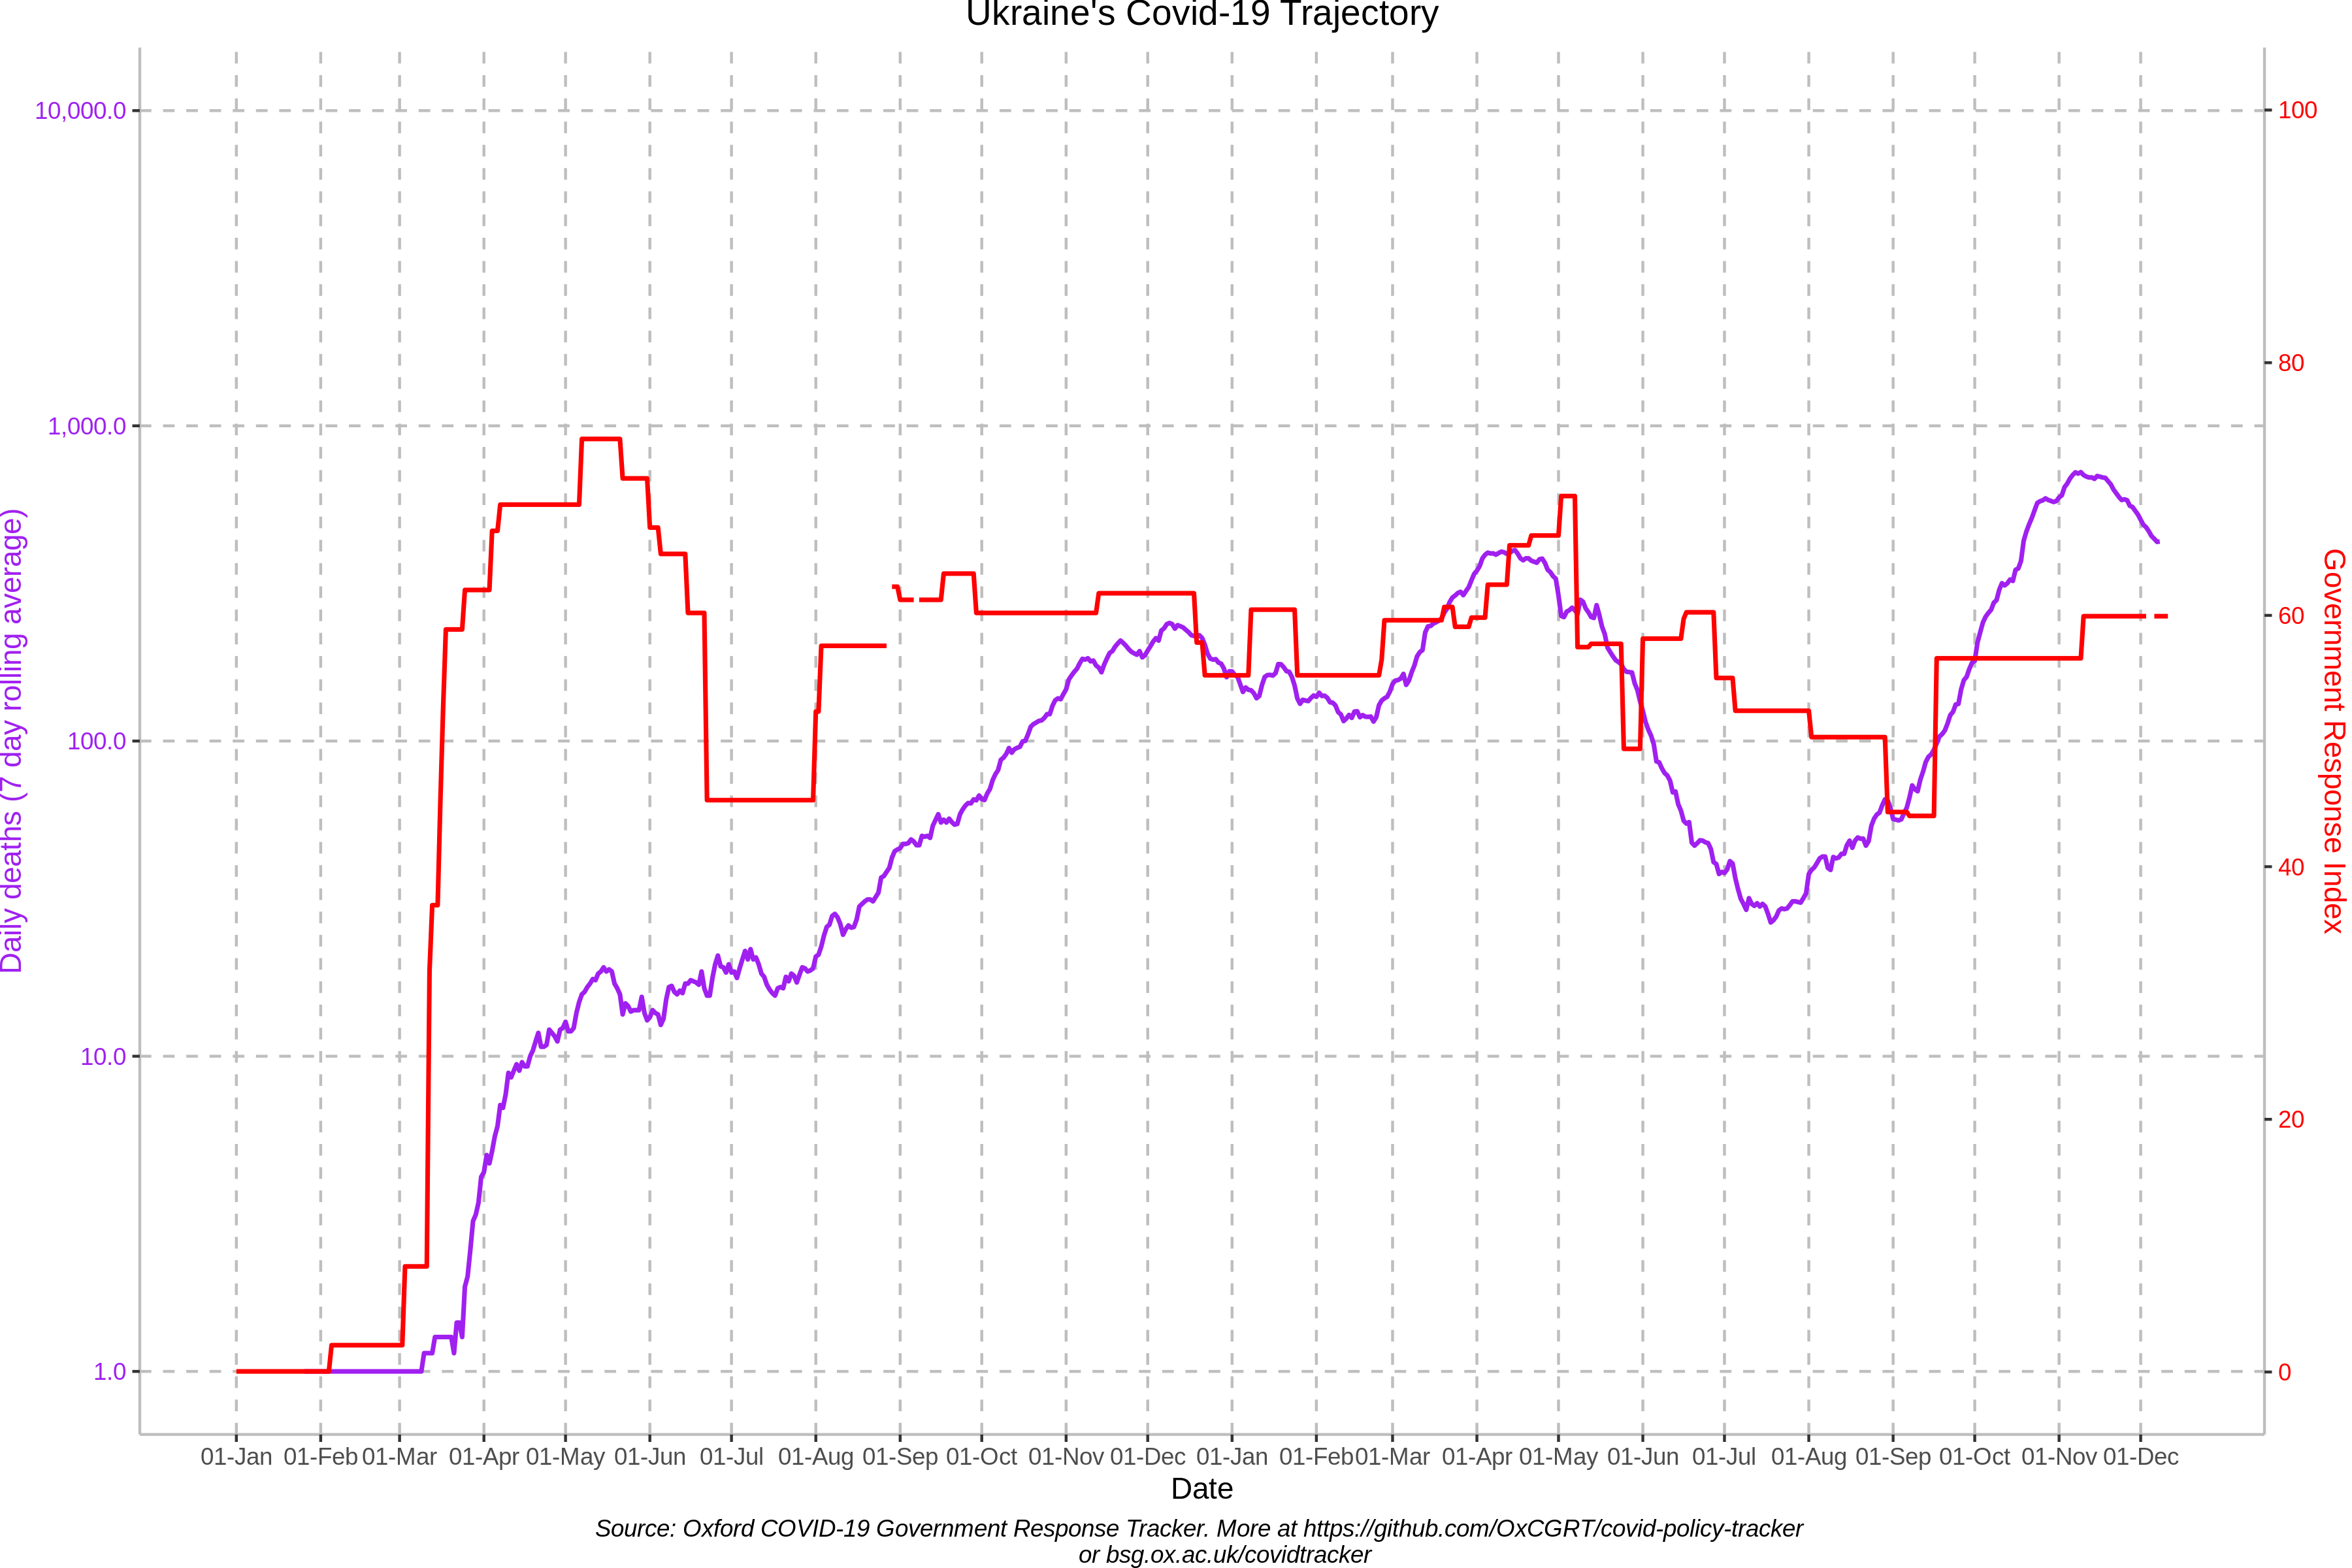 Ukraine's Covid-19 Trajectory
10,000.0
1,000.0
100.0
10.0
1.0
Daily deaths (7 day rolling average)
100
80
60
40
20
0
Government Response Index
01-Jan 01-Feb 01-Mar 01-Apr 01-May 01-Jun 01-Jul 01-Aug 01-Sep 01-Oct 01-Nov 01-Dec 01-Jan 01-Feb 01-Mar 01-Apr 01-May 01-Jun 01-Jul 01-Aug 01-Sep 01-Oct 01-Nov 01-Dec
Date
Source: Oxford COVID-19 Government Response Tracker. More at https://github.com/OxCGRT/covid-policy-tracker
or bsg.ox.ac.uk/covidtracker